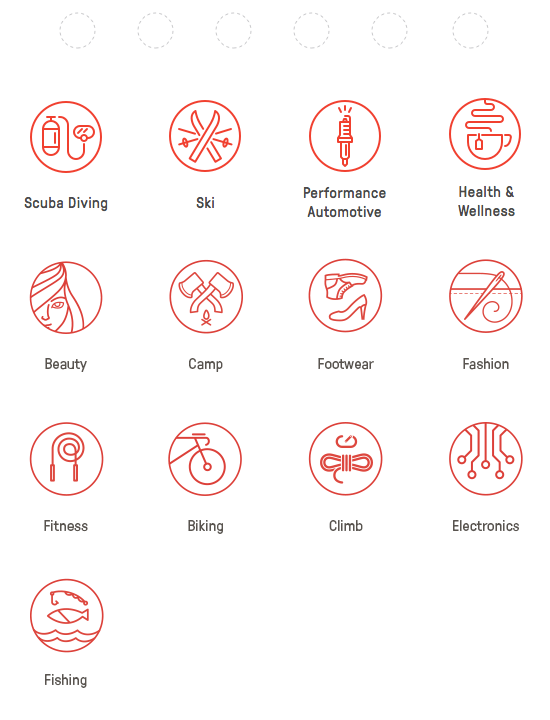 Scuba Diving
Ski
Performance
Automotive
Health &
Wellness
Beauty
Camp
Footwear
Fashion
Fitness
Biking
Climb
Electronics
Fishing